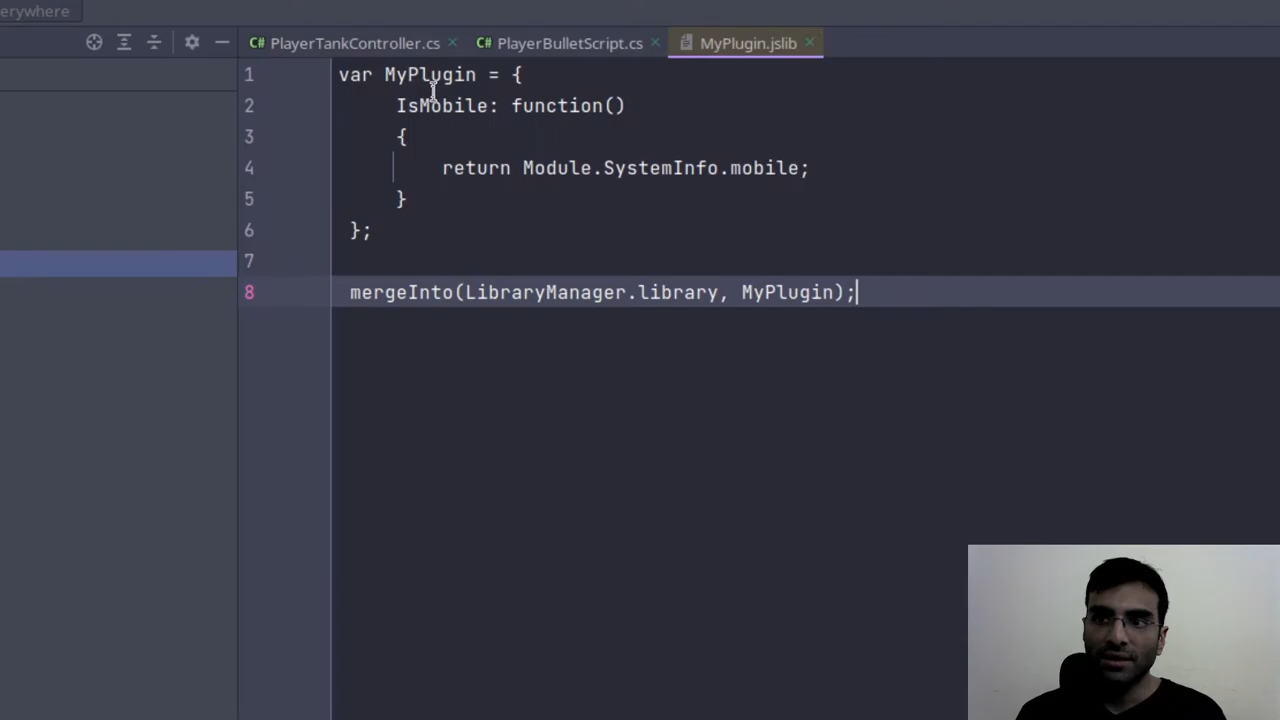 erywhere
PlayerTankController.cs
PlayerBulletScript.cs
MyPlugin.jslib
1 var MyPlugin = {
2 IsMobile: function()
3 {
4 return Module.SystemInfo.mobile;
5 }
6 };
7
8 mergeInto(LibraryManager.library, MyPlugin);